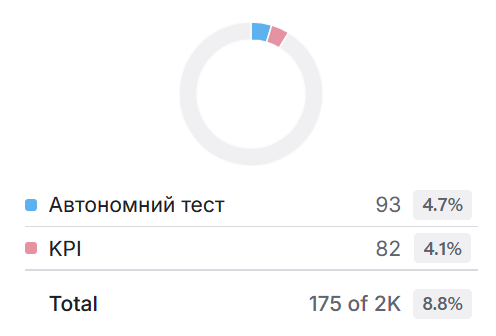 Автономний тест 93 4.7%
KPI 82 4.1%
Total 175 of 2K 8.8%